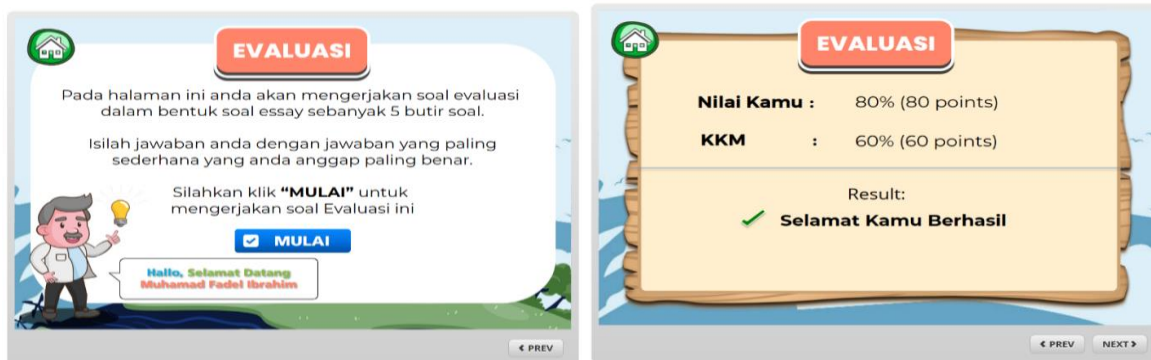 EVALUASI
Pada halaman ini anda akan mengerjakan soal evaluasi
dalam bentuk soal essay sebanyak 5 butir soal.
Isilah jawaban anda dengan jawaban yang paling
sederhana yang anda anggap paling benar.
Silahkan klik “MULAI” untuk
mengerjakan soal Evaluasi ini
MULAI
Hallo, Selamat Datang
Muhamad Fadel Ibrahim
PREV
EVALUASI
Nilai Kamu : 80% (80 points)
KKM : 60% (60 points)
Result:
Selamat Kamu Berhasil
PREV NEXT